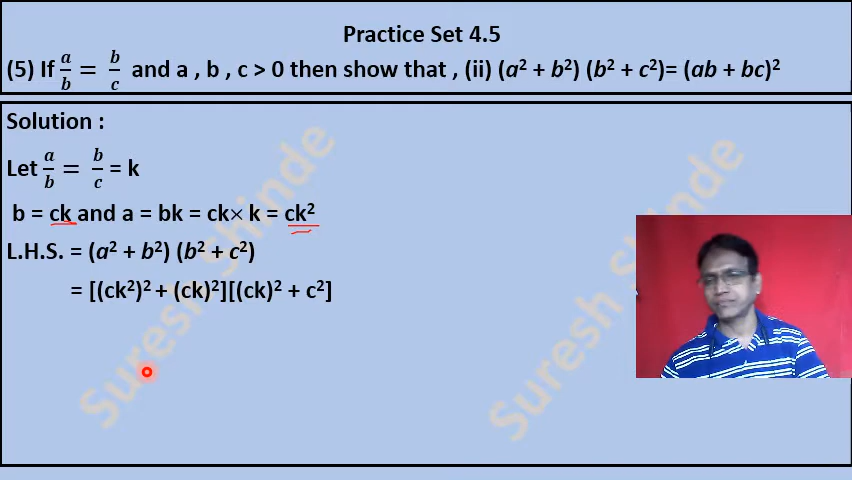 Practice Set 4.5
(5) If a/b = b/c and a , b , c > 0 then show that , (ii) (a² + b²) (b² + c²)= (ab + bc)²
Solution :
Let a/b = b/c = k
b = ck and a = bk = ck× k = ck²
L.H.S. = (a² + b²) (b² + c²)
= [(ck²)² + (ck)²][(ck)² + c²]
Suresh Shinde
Suresh Shinde